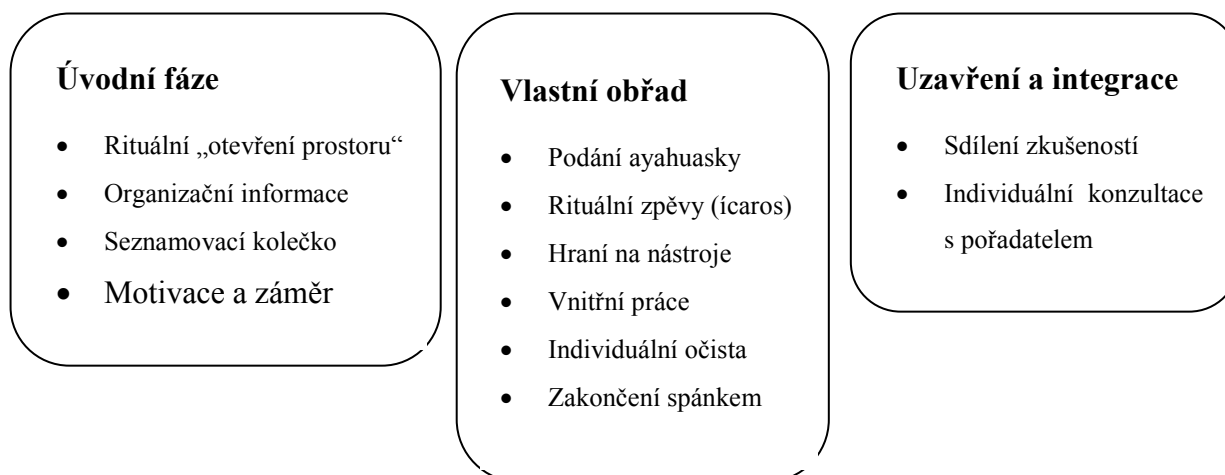 Úvodní fáze
• Rituální „otevření prostoru“
• Organizační informace
• Seznamovací kolečko
• Motivace a záměr
Vlastní obřad
• Podání ayahuasky
• Rituální zpěvy (ícaros)
• Hraní na nástroje
• Vnitřní práce
• Individuální očista
• Zakončení spánkem
Uzavření a integrace
• Sdílení zkušeností
• Individuální konzultace
s pořadatelem